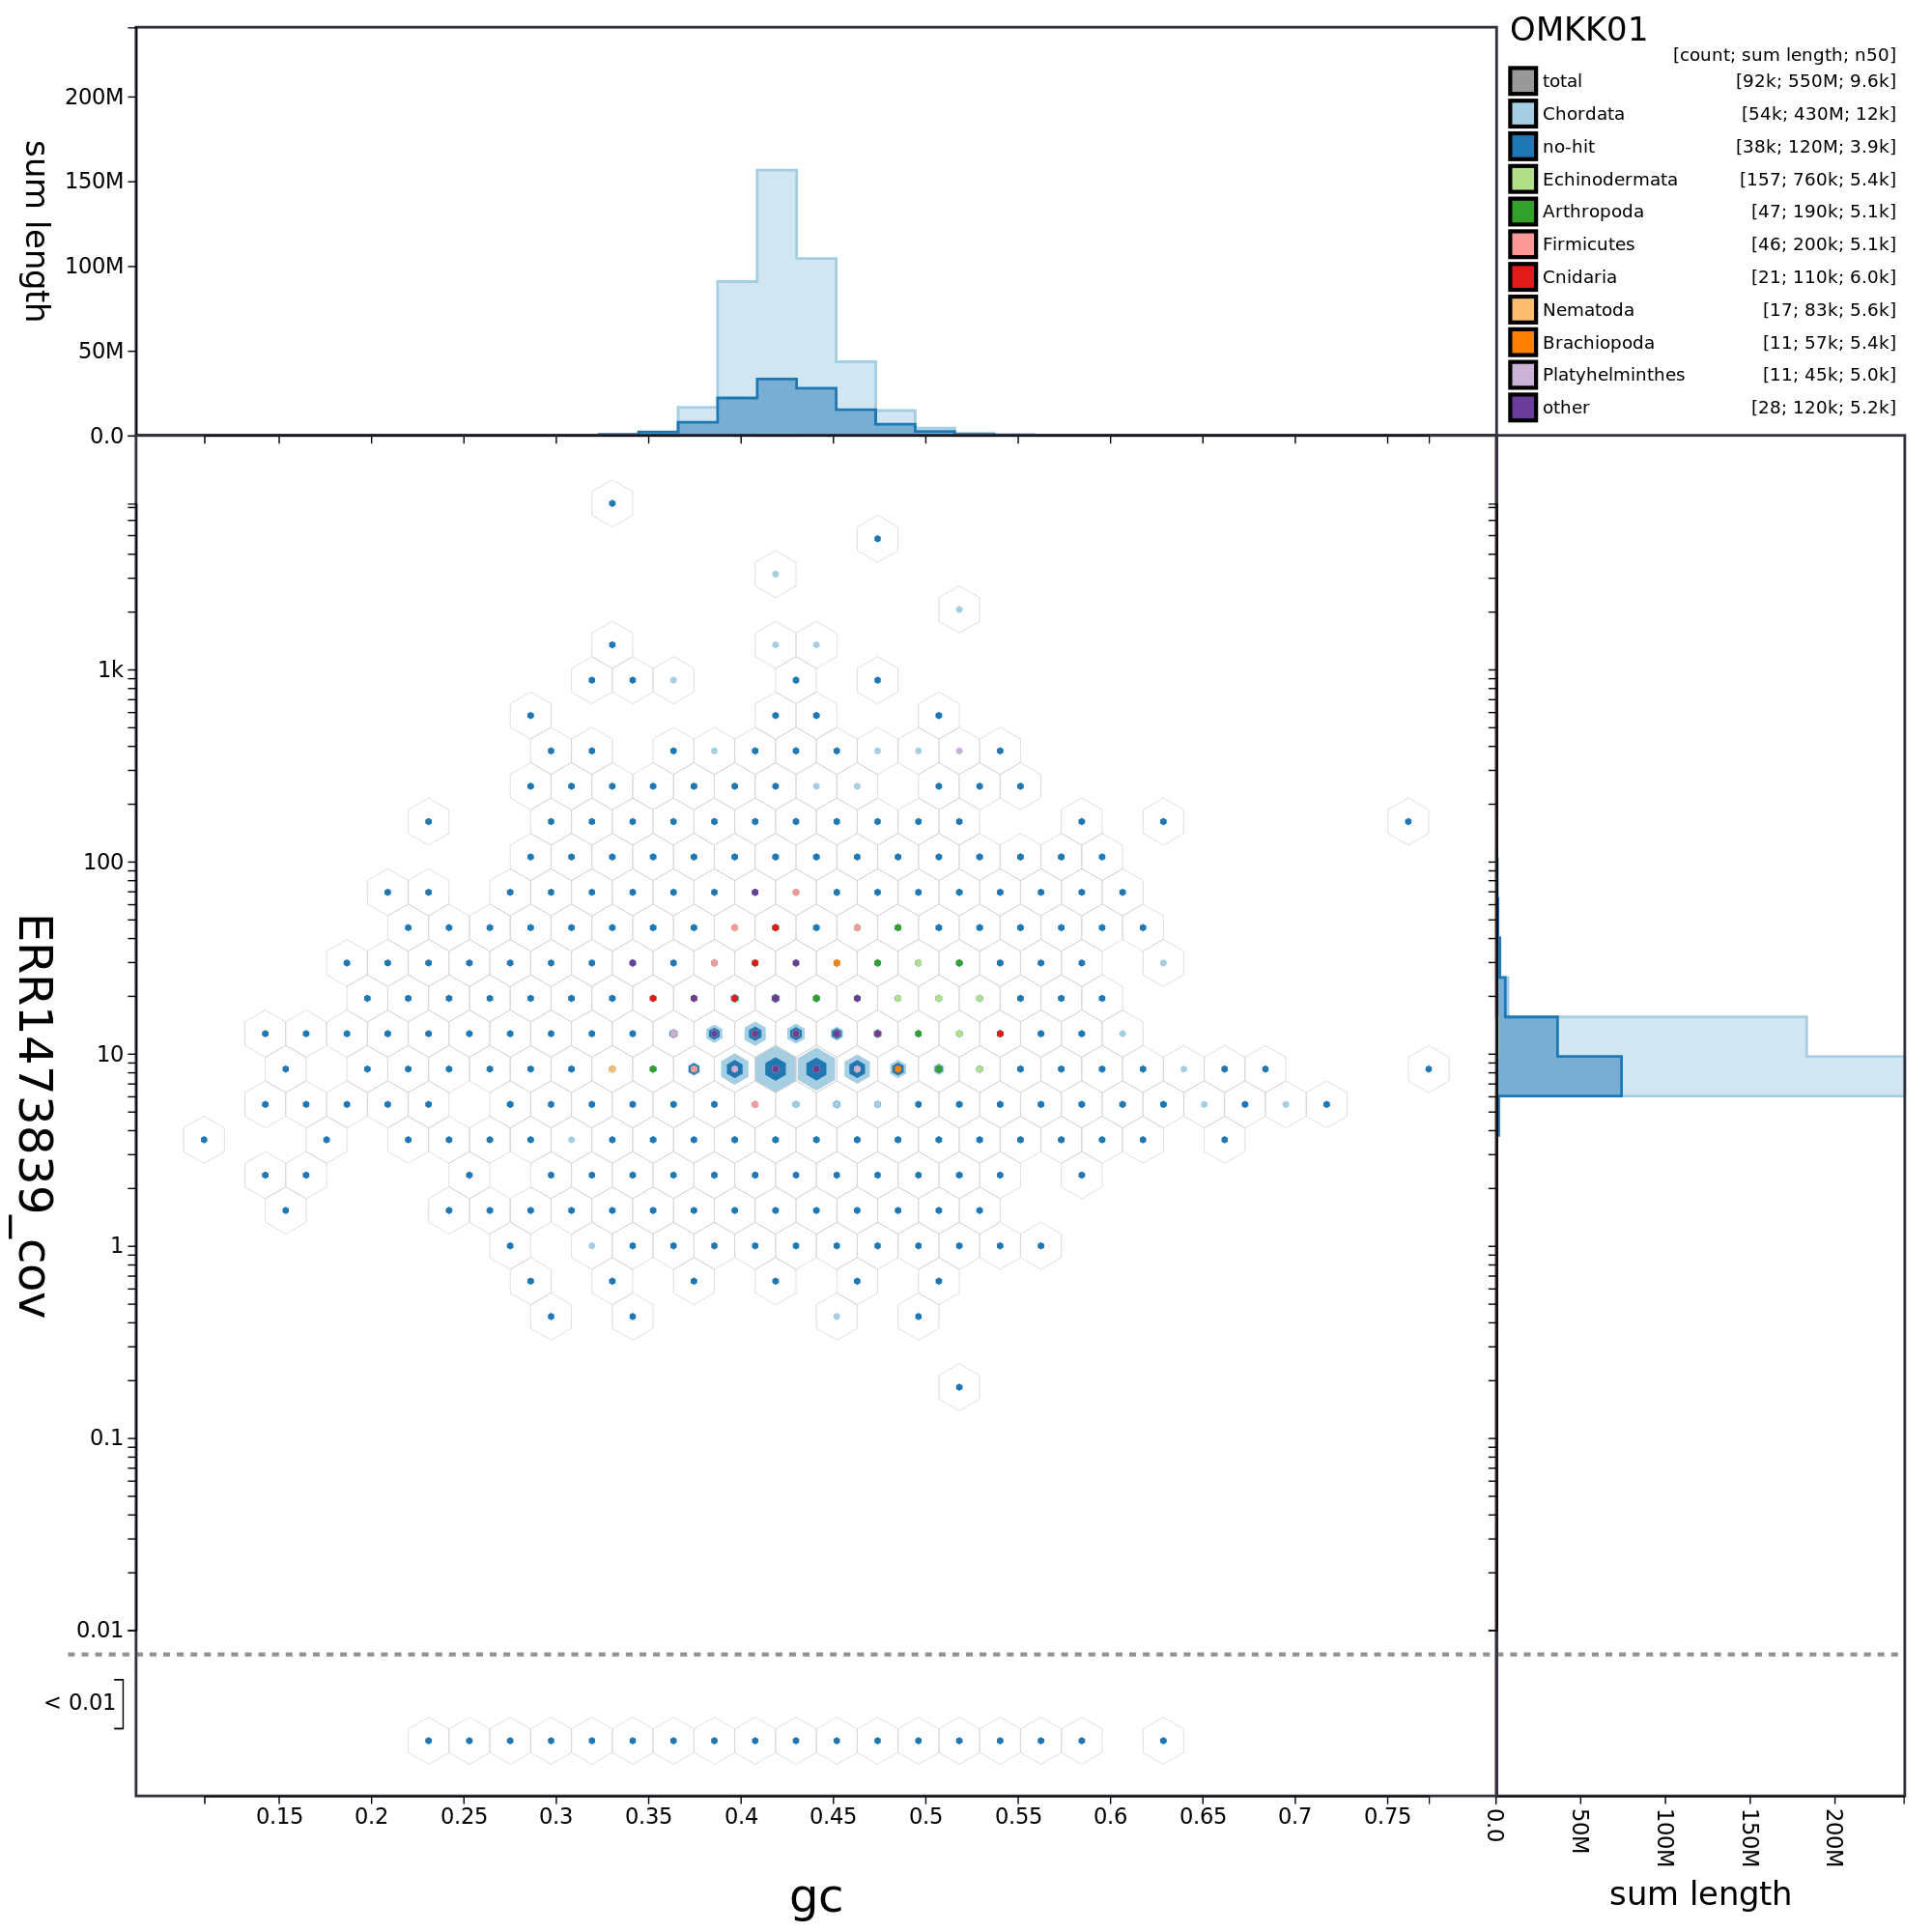 OMKK01
[count; sum length; n50]
total [92k; 550M; 9.6k]
Chordata [54k; 430M; 12k]
no-hit [38k; 120M; 3.9k]
Echinodermata [157; 760k; 5.4k]
Arthropoda [47; 190k; 5.1k]
Firmicutes [46; 200k; 5.1k]
Cnidaria [21; 110k; 6.0k]
Nematoda [17; 83k; 5.6k]
Brachiopoda [11; 57k; 5.4k]
Platyhelminthes [11; 45k; 5.0k]
other [28; 120k; 5.2k]
sum length
200M
150M
100M
50M
0.0
ERR1473839_cov
1k
100
10
1
0.1
0.01
< 0.01
0.15 0.2 0.25 0.3 0.35 0.4 0.45 0.5 0.55 0.6 0.65 0.7 0.75
gc
0.0 50M 100M 150M 200M
sum length